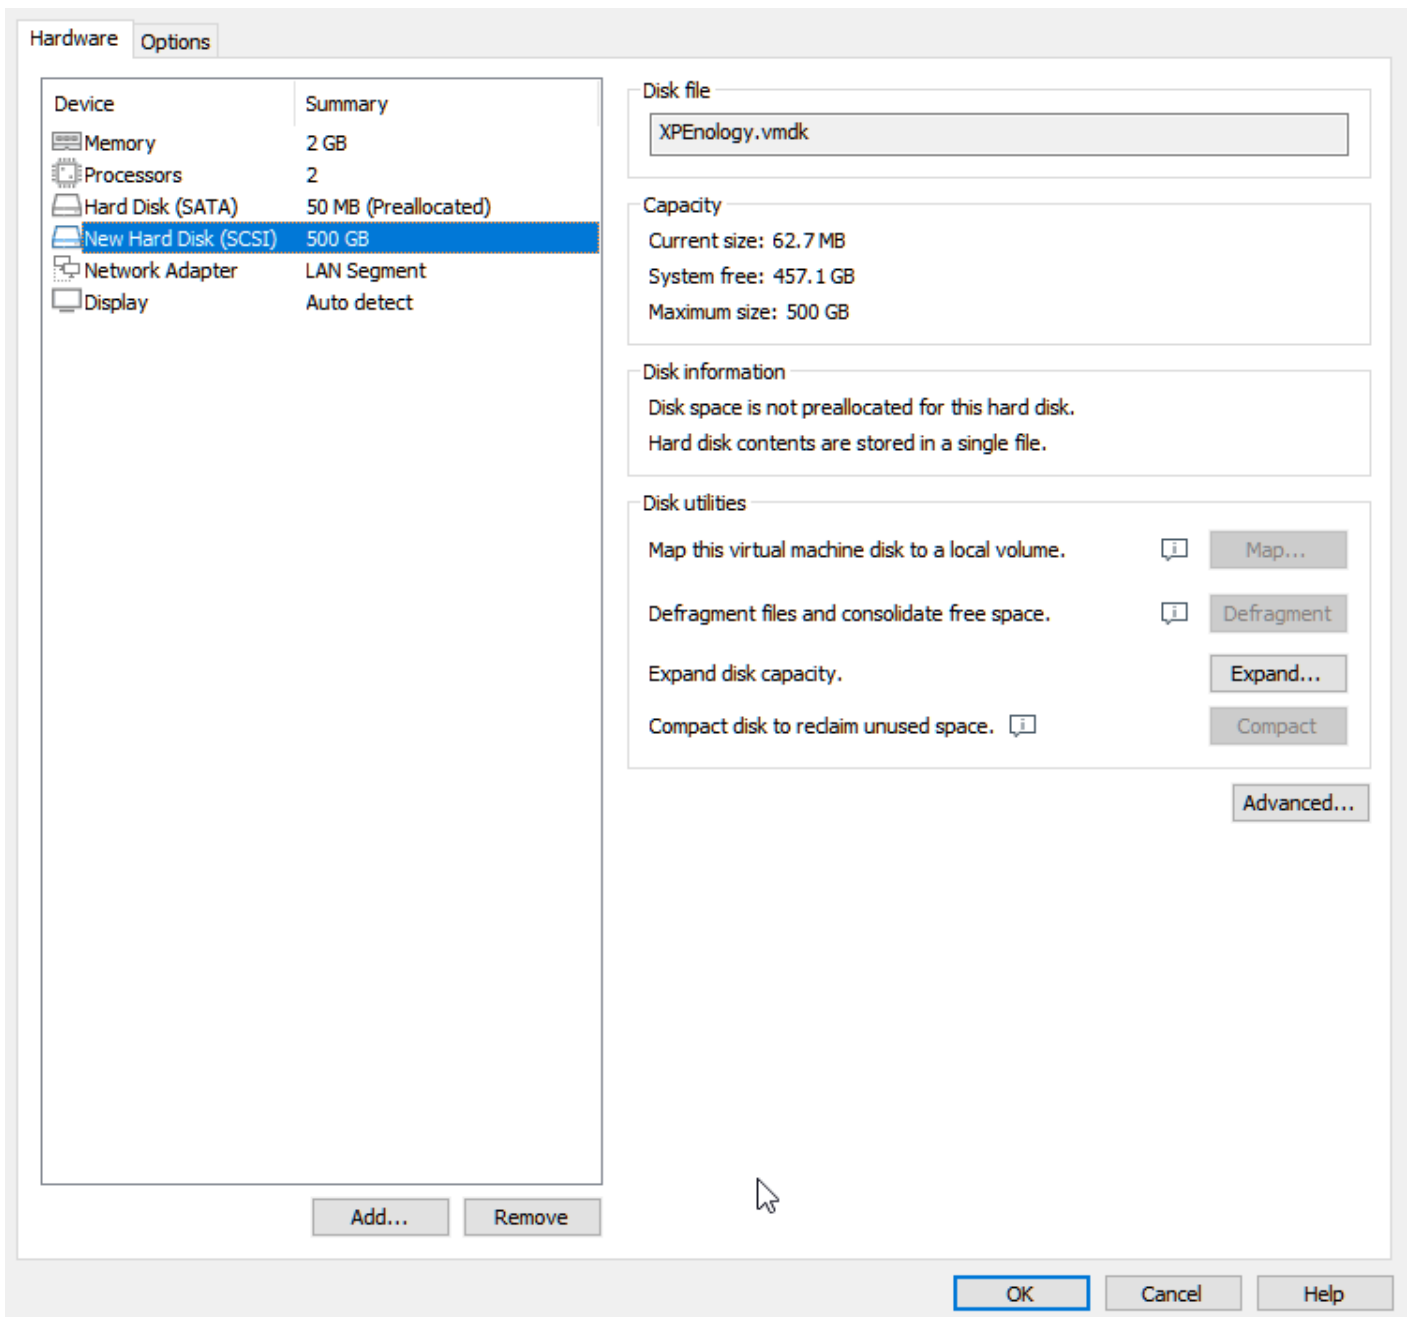 Hardware
Options
Device Summary
Memory 2 GB
Processors 2
Hard Disk (SATA) 50 MB (Preallocated)
New Hard Disk (SCSI) 500 GB
Network Adapter LAN Segment
Display Auto detect
Add...
Remove
Disk file
XPEnology.vmdk
Capacity
Current size: 62.7 MB
System free: 457.1 GB
Maximum size: 500 GB
Disk information
Disk space is not preallocated for this hard disk.
Hard disk contents are stored in a single file.
Disk utilities
Map this virtual machine disk to a local volume. Map...
Defragment files and consolidate free space. Defragment
Expand disk capacity. Expand...
Compact disk to reclaim unused space. Compact
Advanced...
OK
Cancel
Help